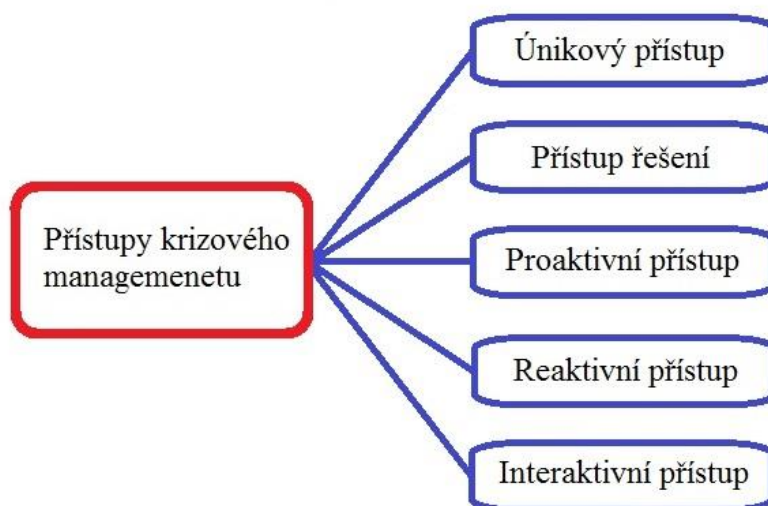 Únikový přístup
Přístup řešení
Přístupy krizového
managemenetu
Proaktivní přístup
Reaktivní přístup
Interaktivní přístup